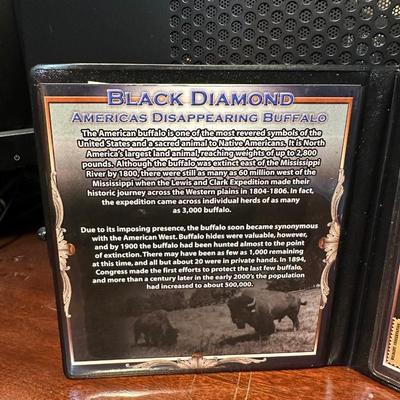 BLACK DIAMOND
AMERICAS DISAPPEARING BUFFALO
The American buffalo is one of the most revered symbols of the
United States and a sacred animal to Native Americans. It is North
America's largest land animal, reaching weights of up to 2,800
pounds. Although the buffalo was extinct east of the Mississippi
River by 1800, there were still as many as 60 million west of the
Mississippi when the Lewis and Clark Expedition made their
historic journey across the Western plains in 1804-1806. In fact,
the expedition came across individual herds of as many
as 3,000 buffalo.
Due to its imposing presence, the buffalo soon became synonymous
with the American West. Buffalo hides were valuable, however,
and by 1900 the buffalo had been hunted almost to the point
of extinction. There may have been as few as 1,000 remaining
at this time, and all but about 20 were in private hands. In 1894,
Congress made the first efforts to protect the last few buffalo,
and more than a century later in the early 2000's the population
had increased to about 500,000.